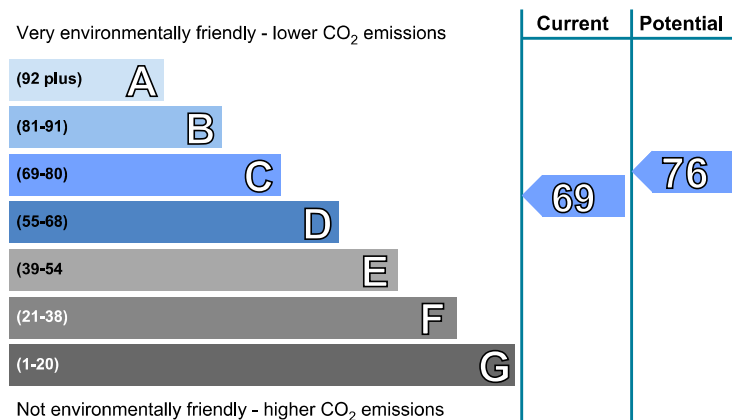 Current Potential
Very environmentally friendly - lower CO₂ emissions
(92 plus) A
(81-91) B
(69-80) C
76
69
(55-68) D
(39-54 E
(21-38) F
(1-20) G
Not environmentally friendly - higher CO₂ emissions